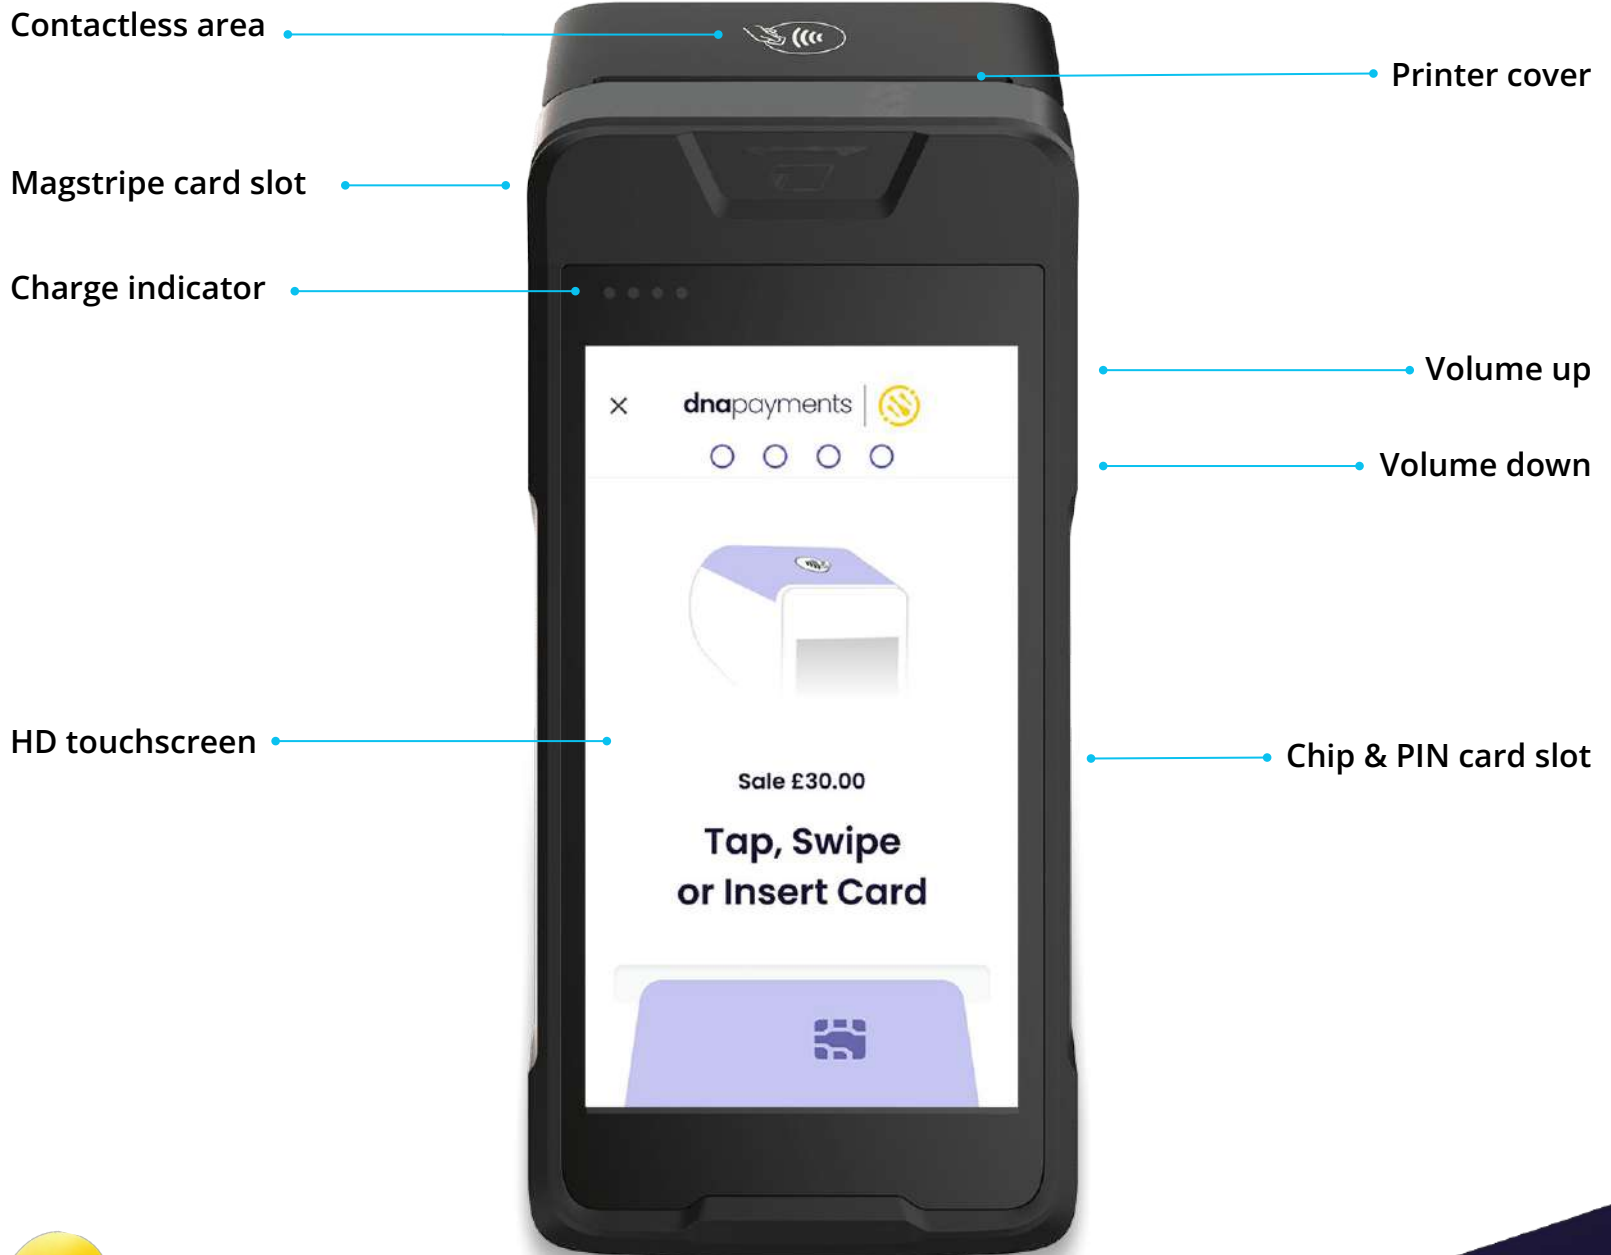 Contactless area
Printer cover
Magstripe card slot
Charge indicator
Volume up
dnapayments
Volume down
HD touchscreen
Chip & PIN card slot
Sale £30.00
Tap, Swipe
or Insert Card